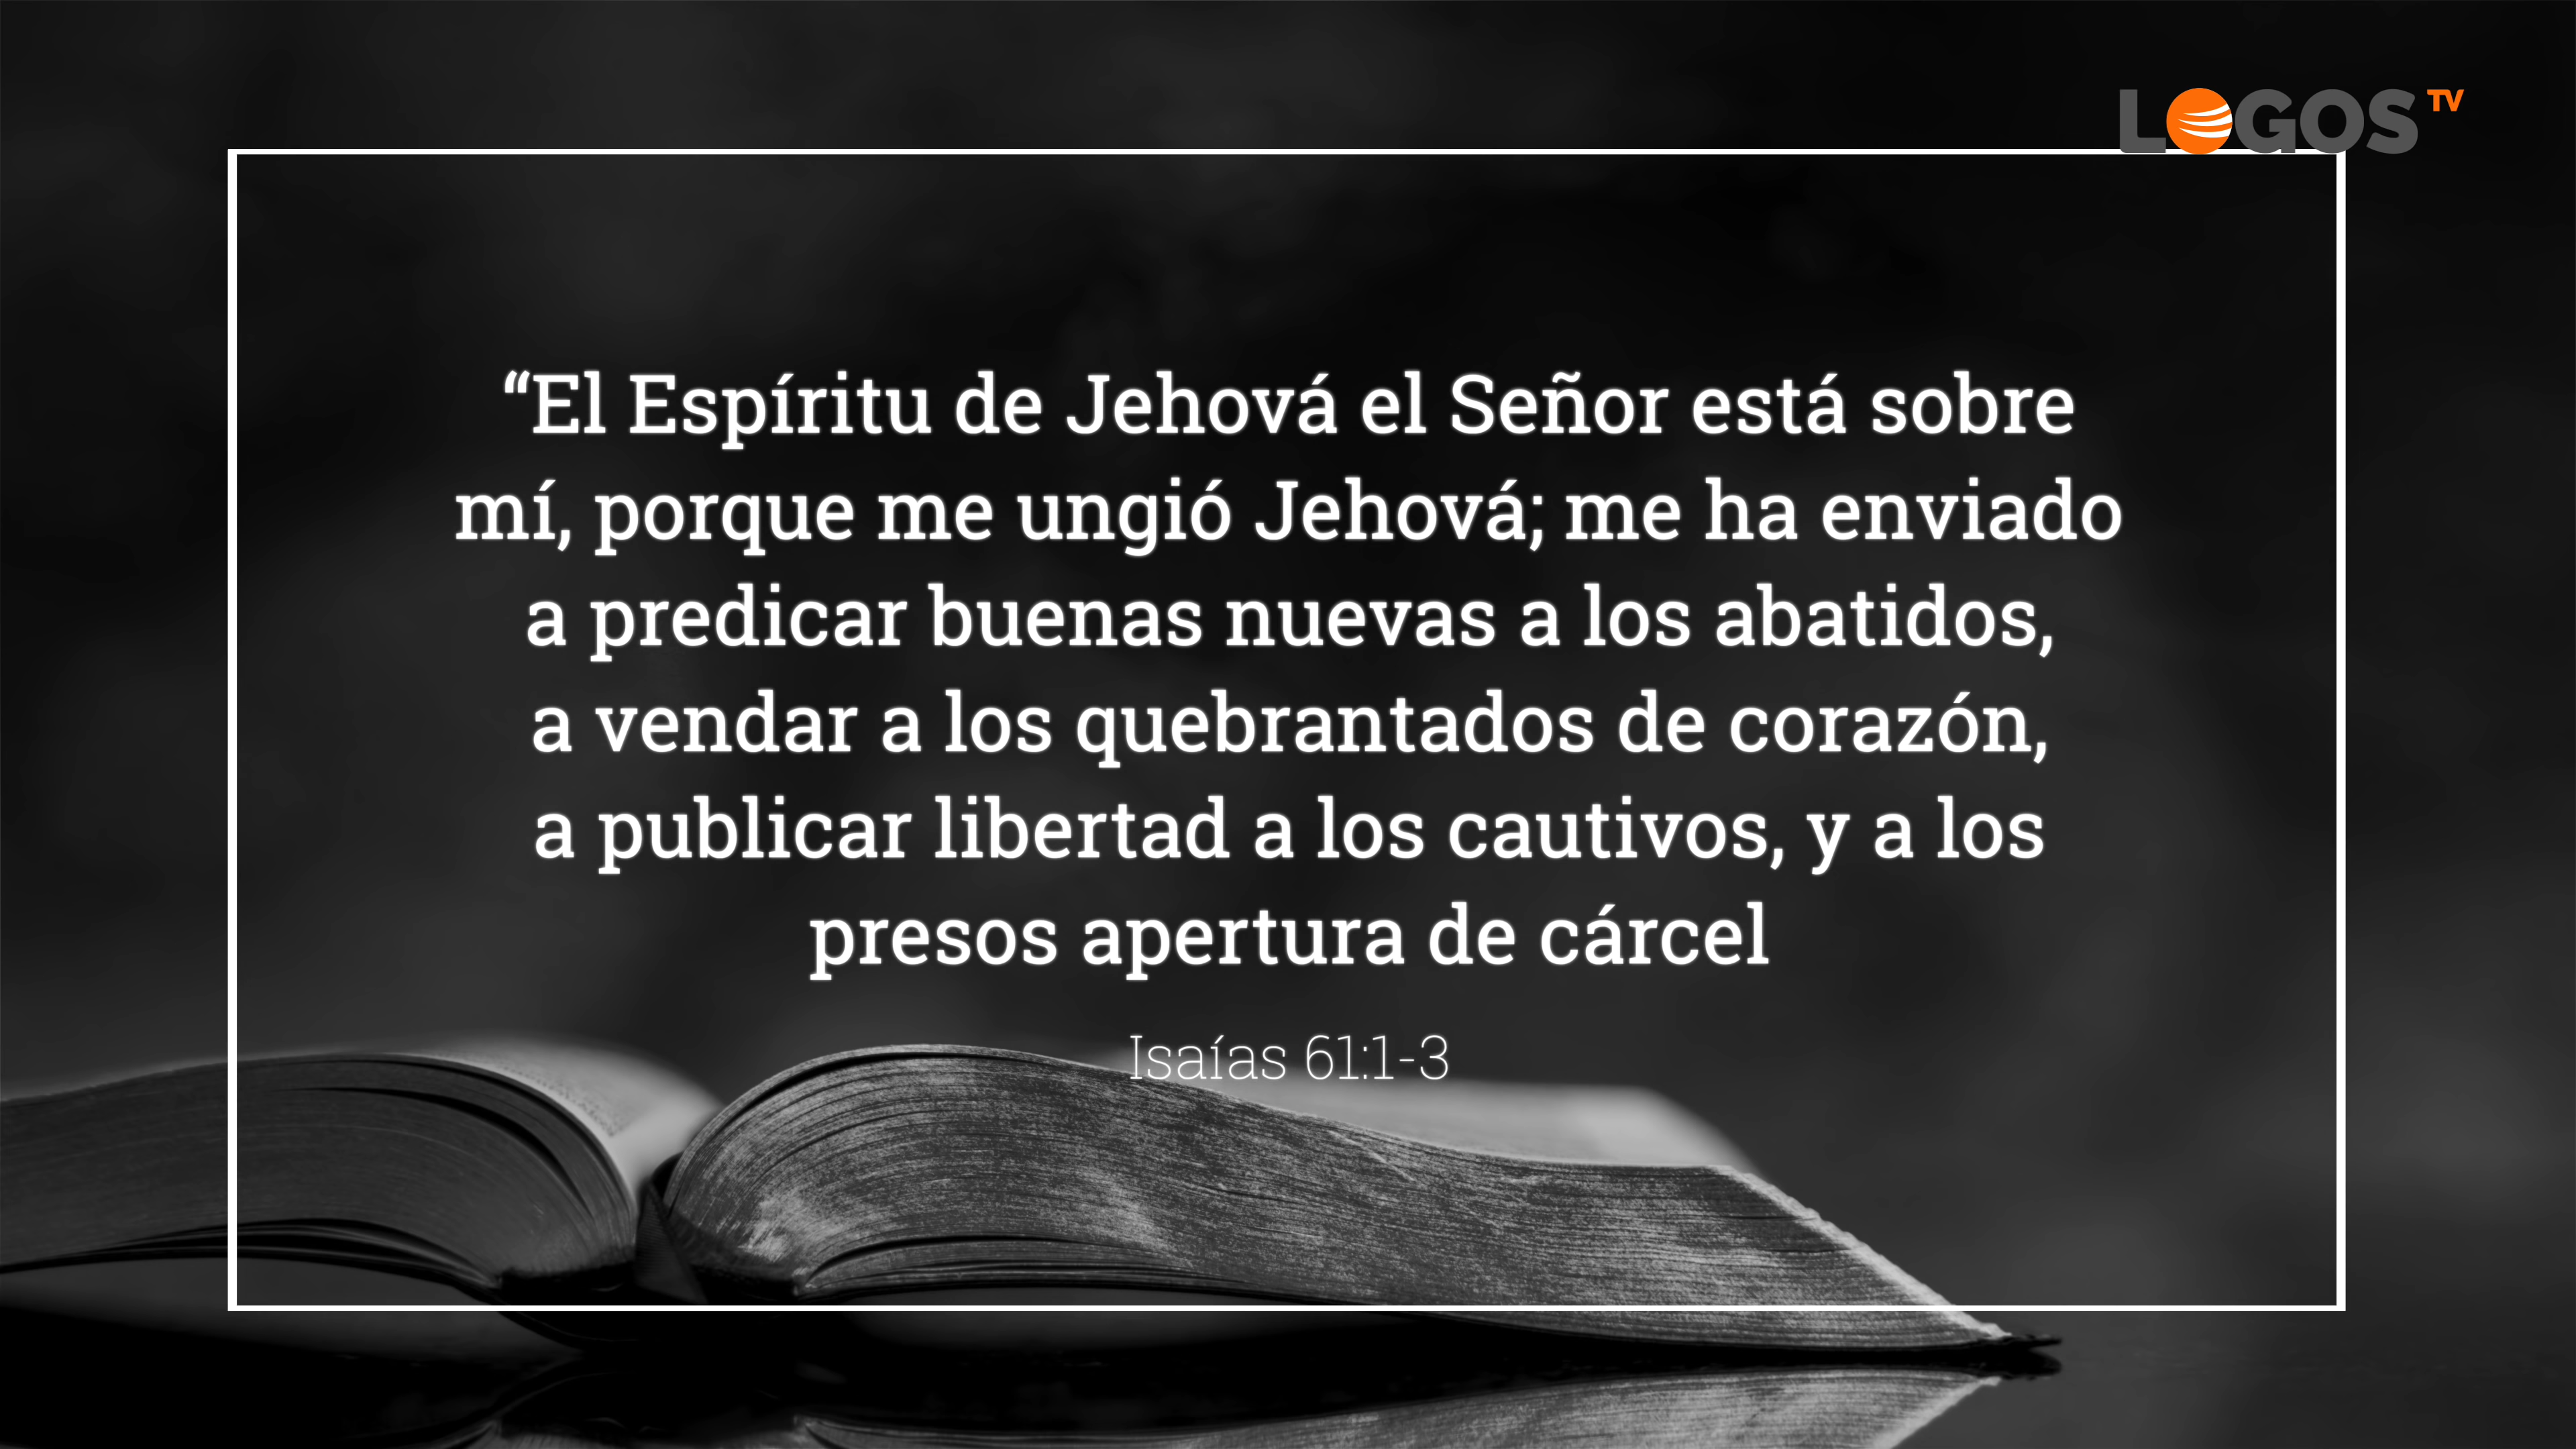 LOGOS TV
“El Espíritu de Jehová el Señor está sobre
mí, porque me ungió Jehová; me ha enviado
a predicar buenas nuevas a los abatidos,
a vendar a los quebrantados de corazón,
a publicar libertad a los cautivos, y a los
presos apertura de cárcel
Isaías 61:1-3